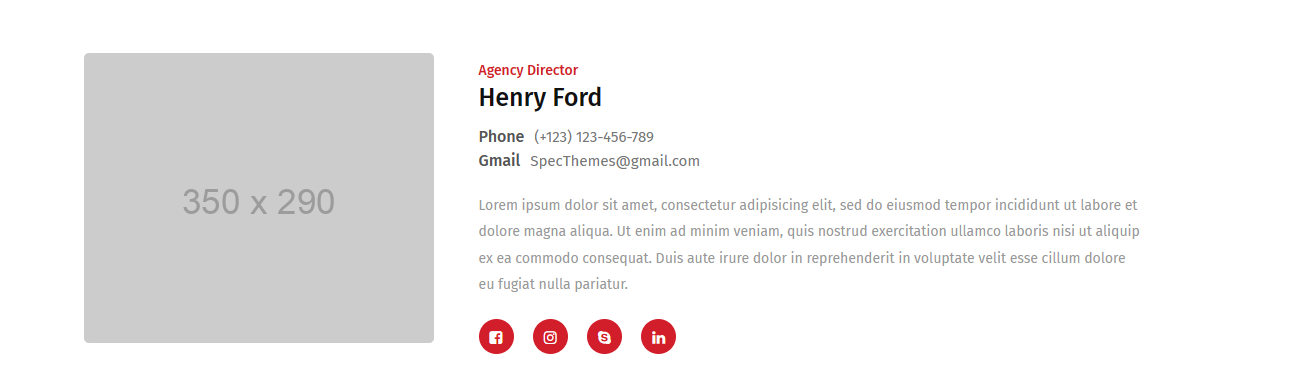 350 x 290
Agency Director
Henry Ford
Phone (+123) 123-456-789
Gmail SpecThemes@gmail.com
Lorem ipsum dolor sit amet, consectetur adipisicing elit, sed do eiusmod tempor incididunt ut labore et
dolore magna aliqua. Ut enim ad minim veniam, quis nostrud exercitation ullamco laboris nisi ut aliquip
ex ea commodo consequat. Duis aute irure dolor in reprehenderit in voluptate velit esse cillum dolore
eu fugiat nulla pariatur.